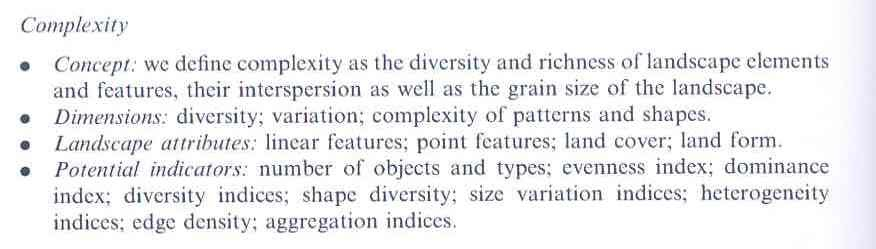 Complexity
• Concept: we define complexity as the diversity and richness of landscape elements
and features, their interspersion as well as the grain size of the landscape.
• Dimensions: diversity; variation; complexity of patterns and shapes.
• Landscape attributes: linear features; point features; land cover; land form.
• Potential indicators: number of objects and types; evenness index; dominance
index; diversity indices; shape diversity; size variation indices; heterogeneity
indices; edge density; aggregation indices.